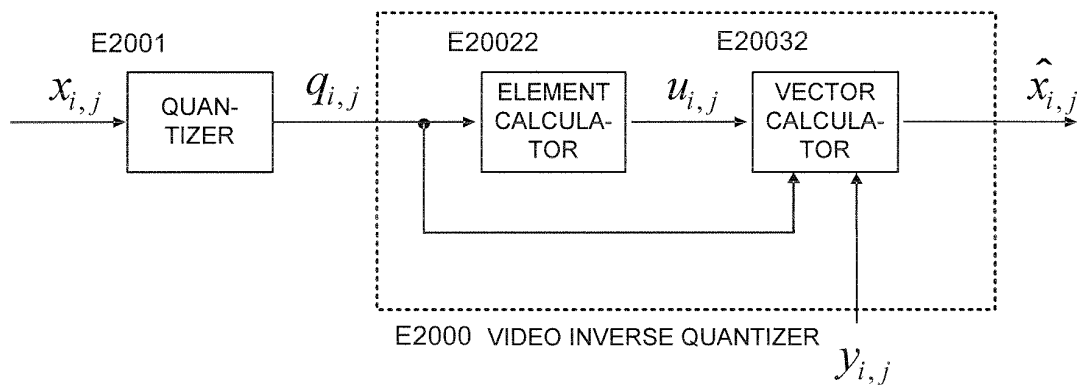 E2001
E20022
E20032
x_{i,j}
QUAN-
TIZER
q_{i,j}
ELEMENT
CALCULA-
TOR
u_{i,j}
VECTOR
CALCULA-
TOR
\hat{x}_{i,j}
E2000 VIDEO INVERSE QUANTIZER
y_{i,j}